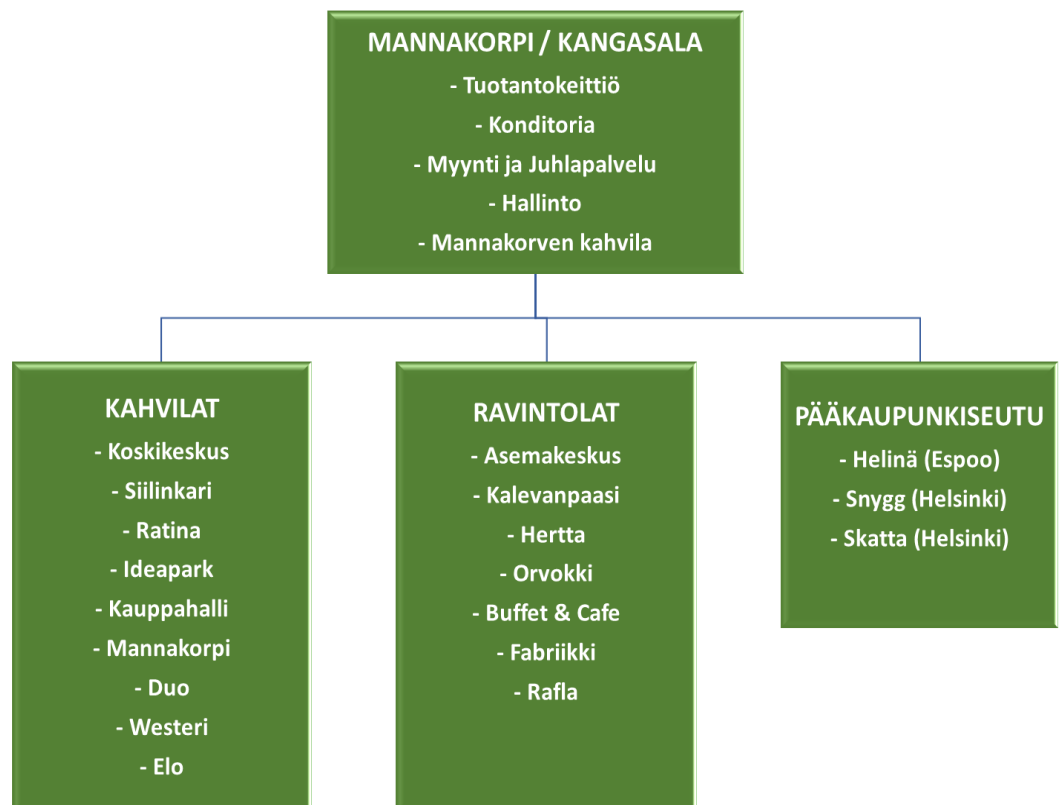 MANNAKORPI / KANGASALA
- Tuotantokeittiö
- Konditoria
- Myynti ja Juhlapalvelu
- Hallinto
- Mannakorven kahvila
KAHVILAT
- Koskikeskus
- Siilinkari
- Ratina
- Ideapark
- Kauppahalli
- Mannakorpi
- Duo
- Westeri
- Elo
RAVINTOLAT
- Asemakeskus
- Kalevanpaasi
- Hertta
- Orvokki
- Buffet & Cafe
- Fabriikki
- Rafla
PÄÄKAUPUNKISEUTU
- Helinä (Espoo)
- Snygg (Helsinki)
- Skatta (Helsinki)